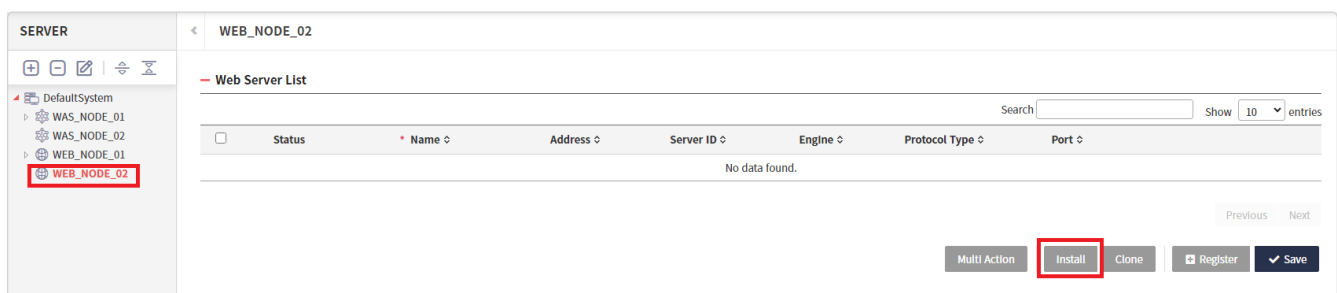 SERVER
WEB_NODE_02
Web Server List
DefaultSystem
WAS_NODE_01
WAS_NODE_02
WEB_NODE_01
WEB_NODE_02
Search Show 10 entries
Status * Name Address Server ID Engine Protocol Type Port
No data found.
Previous Next
Multi Action Install Clone Register Save